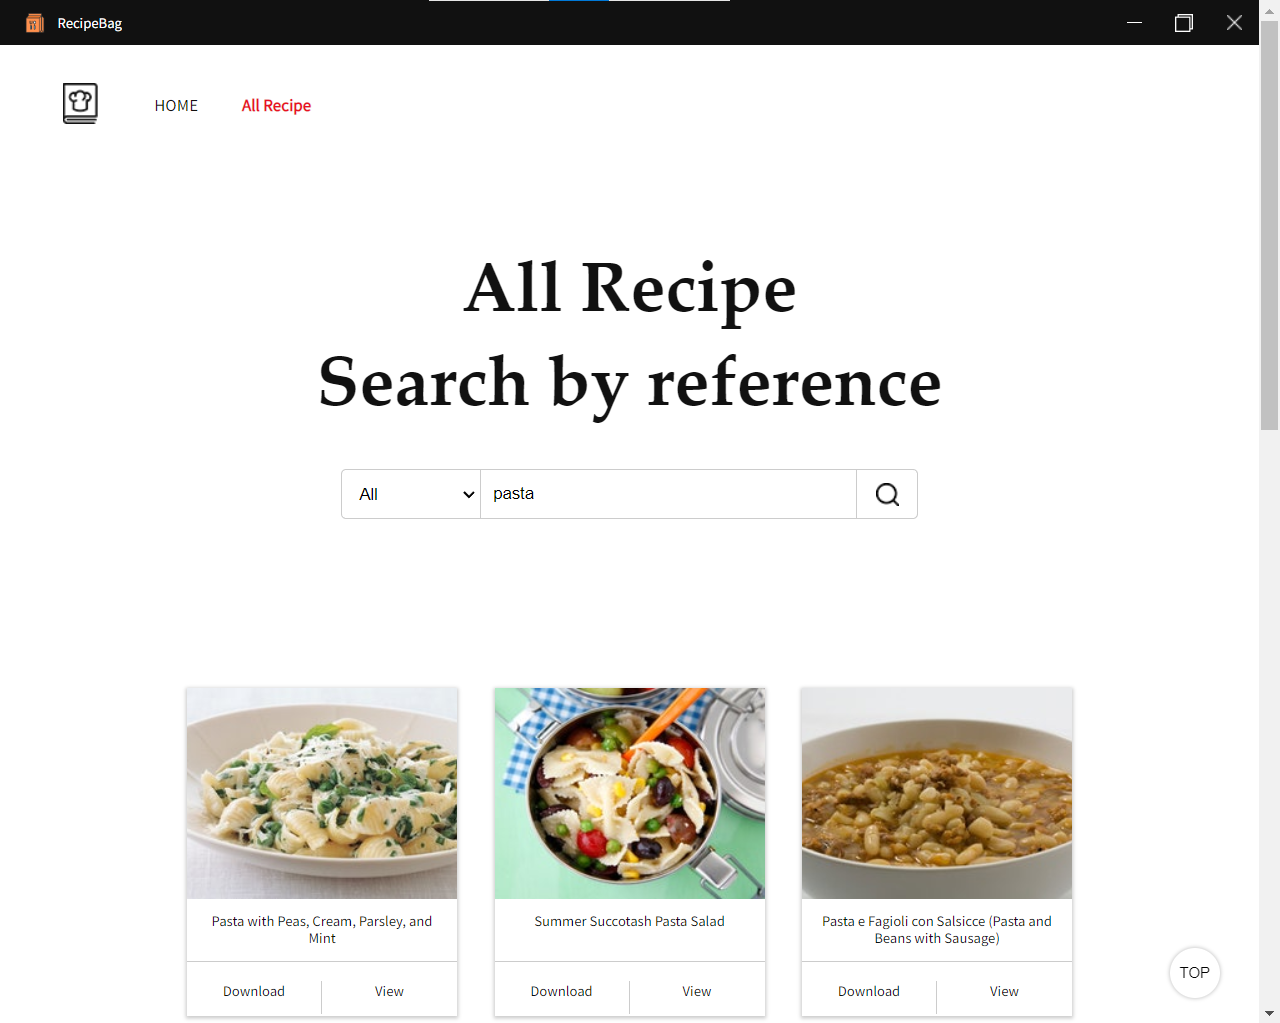 RecipeBag
HOME
All Recipe
All Recipe
Search by reference
All
pasta
Pasta with Peas, Cream, Parsley, and
Mint
Download
View
Summer Succotash Pasta Salad
Download
View
Pasta e Fagioli con Salsicce (Pasta and
Beans with Sausage)
Download
View
TOP